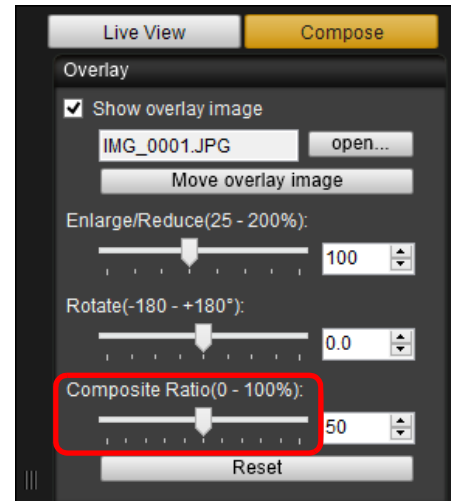 Live View Compose
Overlay
Show overlay image
IMG_0001.JPG open...
Move overlay image
Enlarge/Reduce(25 - 200%):
100
Rotate(-180 - +180°):
0.0
Composite Ratio(0 - 100%):
50
Reset